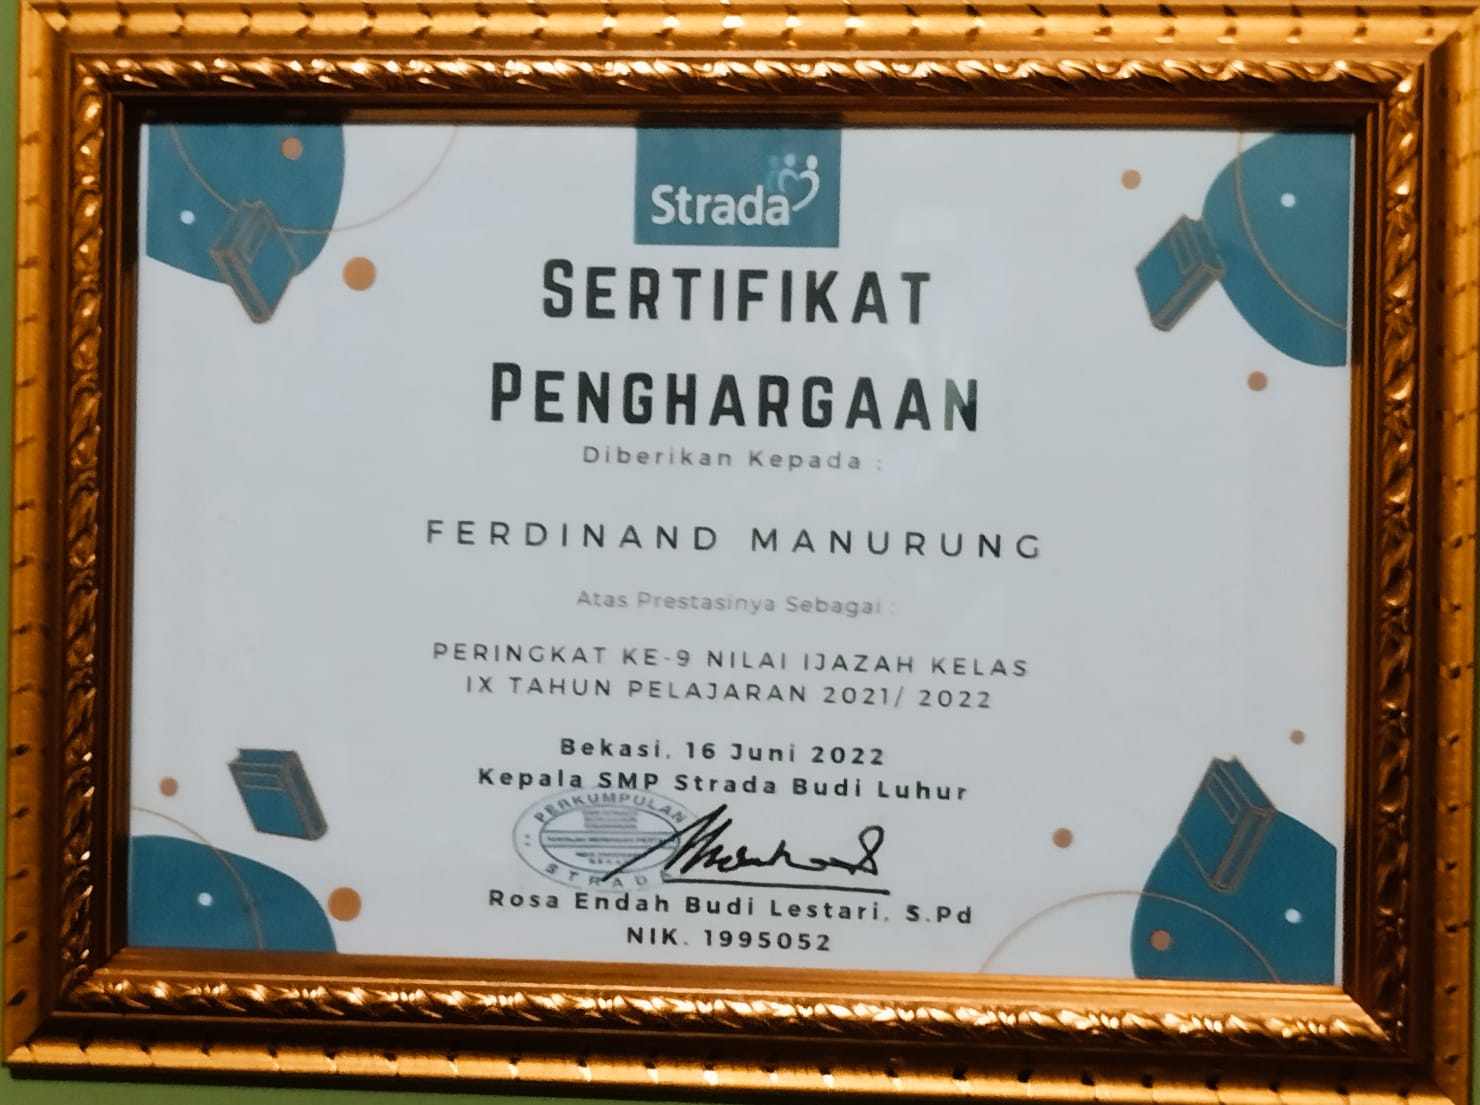 Strada
SERTIFIKAT
PENGHARGAAN
Diberikan Kepada :
FERDINAND MANURUNG
Atas Prestasinya Sebagai :
PERINGKAT KE-9 NILAI IJAZAH KELAS
IX TAHUN PELAJARAN 2021/ 2022
Bekasi, 16 Juni 2022
Kepala SMP Strada Budi Luhur
PERKUMPULAN
STRADA
Rosa Endah Budi Lestari, S.Pd
NIK. 1995052